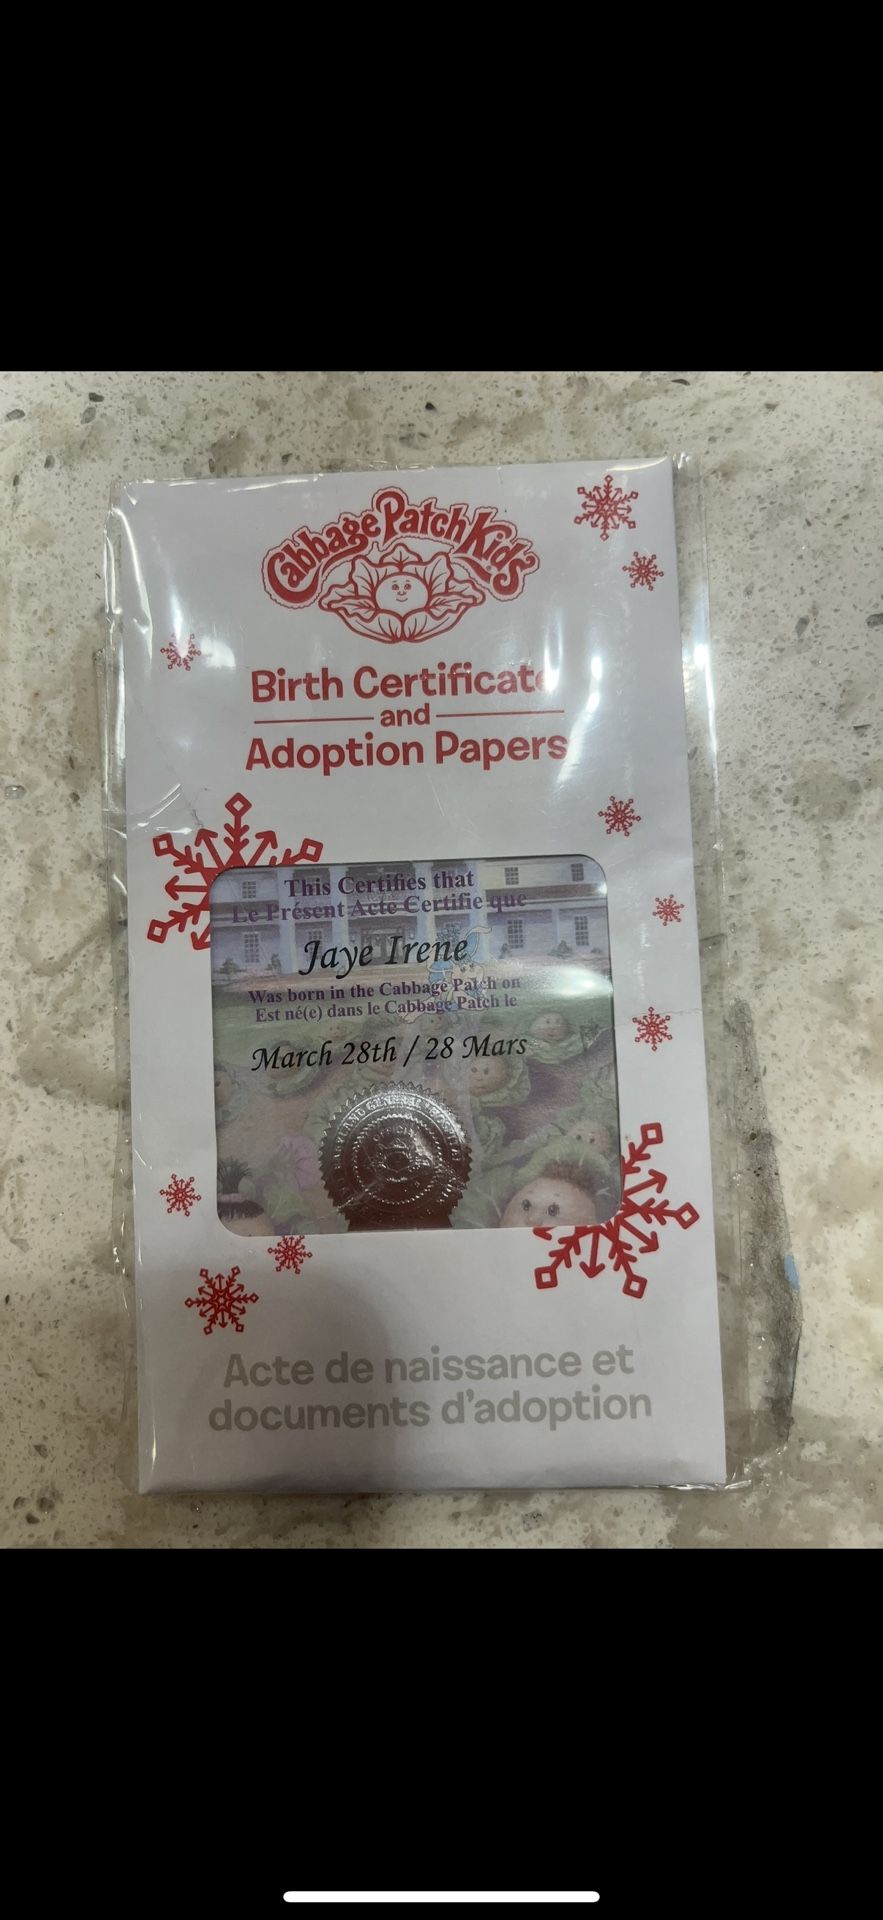 Cabbage Patch Kids
Birth Certificate
and
Adoption Papers
This Certifies that
Le Présent Acte Certifie que
Jaye Irene
Was born in the Cabbage Patch on
Est né(e) dans le Cabbage Patch le
March 28th / 28 Mars
GENERAL
Acte de naissance et
documents d'adoption